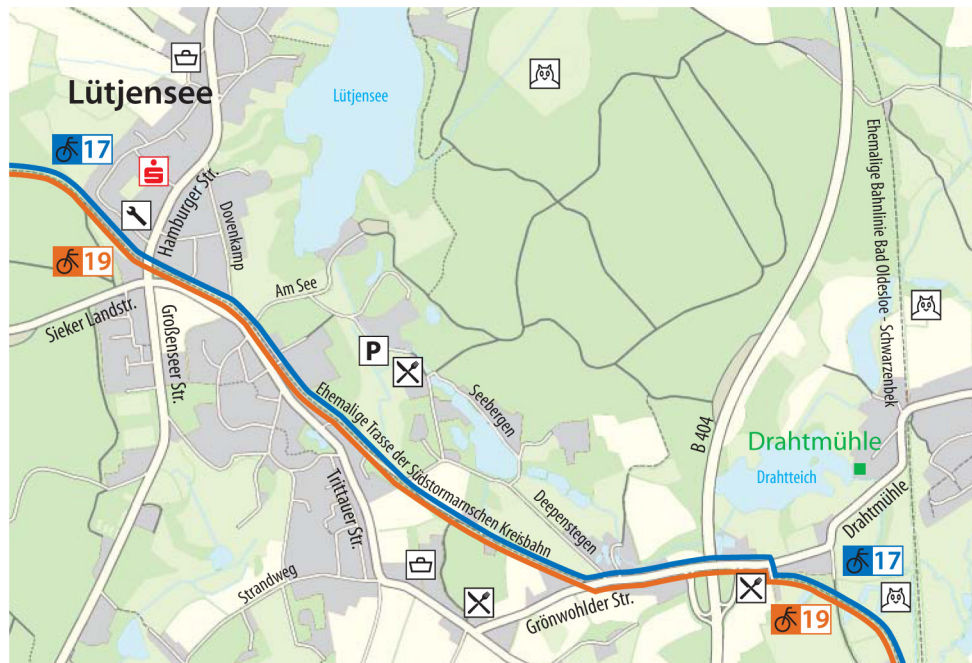 Lütjensee
Lütjensee
17
Hamburger Str.
Dovenkamp
19
Am See
Sieker Landstr.
Großenseer Str.
P
Ehemalige Bahnlinie Bad Oldesloe - Schwarzenbek
Ehemalige Trasse der Südstormarnschen Kreisbahn
Seebergen
B 404
Drahtmühle
Drahtteich
Trittauer Str.
Deepenstegen
Drahtmühle
17
Strandweg
Grönwohlder Str.
19